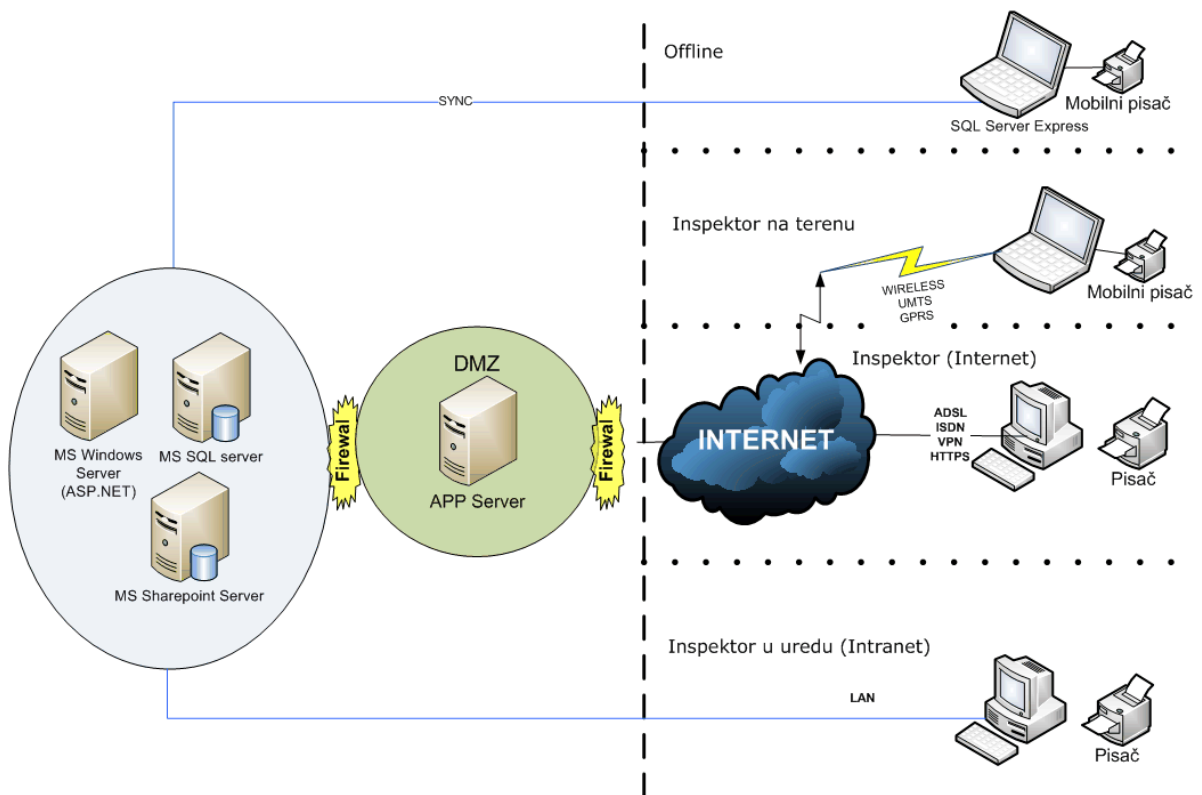 Offline
SYNC
Mobilni pisač
SQL Server Express
Inspektor na terenu
WIRELESS
UMTS
GPRS
Mobilni pisač
DMZ
Inspektor (Internet)
MS Windows
Server
(ASP.NET)
MS SQL server
Firewal
APP Server
Firewal
INTERNET
ADSL
ISDN
VPN
HTTPS
Pisač
MS Sharepoint Server
Inspektor u uredu (Intranet)
LAN
Pisač